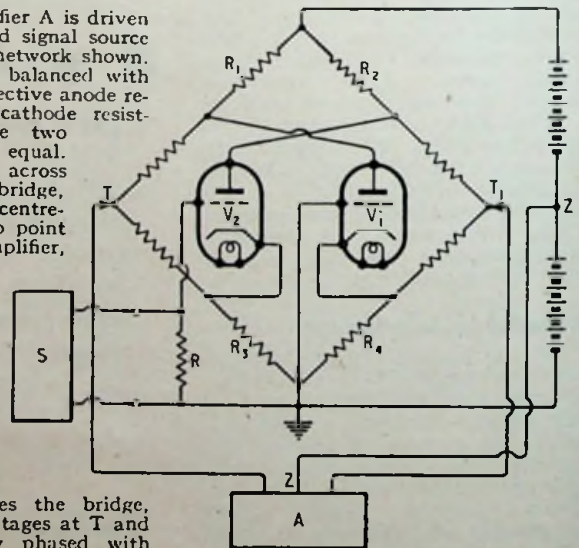 fier A is driven
d signal source
network shown.
balanced with
ective anode re-
cathode resist-
e two
equal.
across
bridge,
centre-
o point
mplifier,
R1
R2
T
V2
V1
T1
Z
S
R
R3
R4
Z
A
es the bridge,
tages at T and
phased with